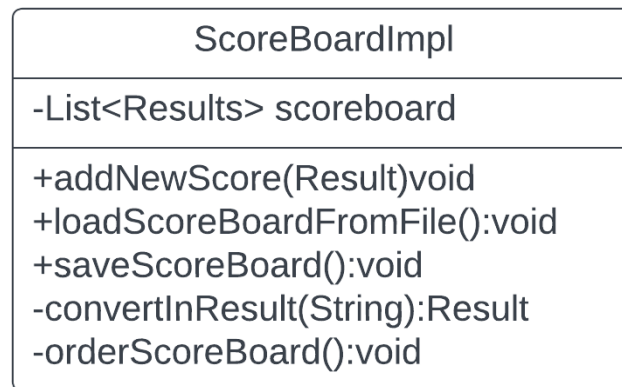 ScoreBoardImpl
-List<Results> scoreboard
+addNewScore(Result)void
+loadScoreBoardFromFile():void
+saveScoreBoard():void
-convertInResult(String):Result
-orderScoreBoard():void